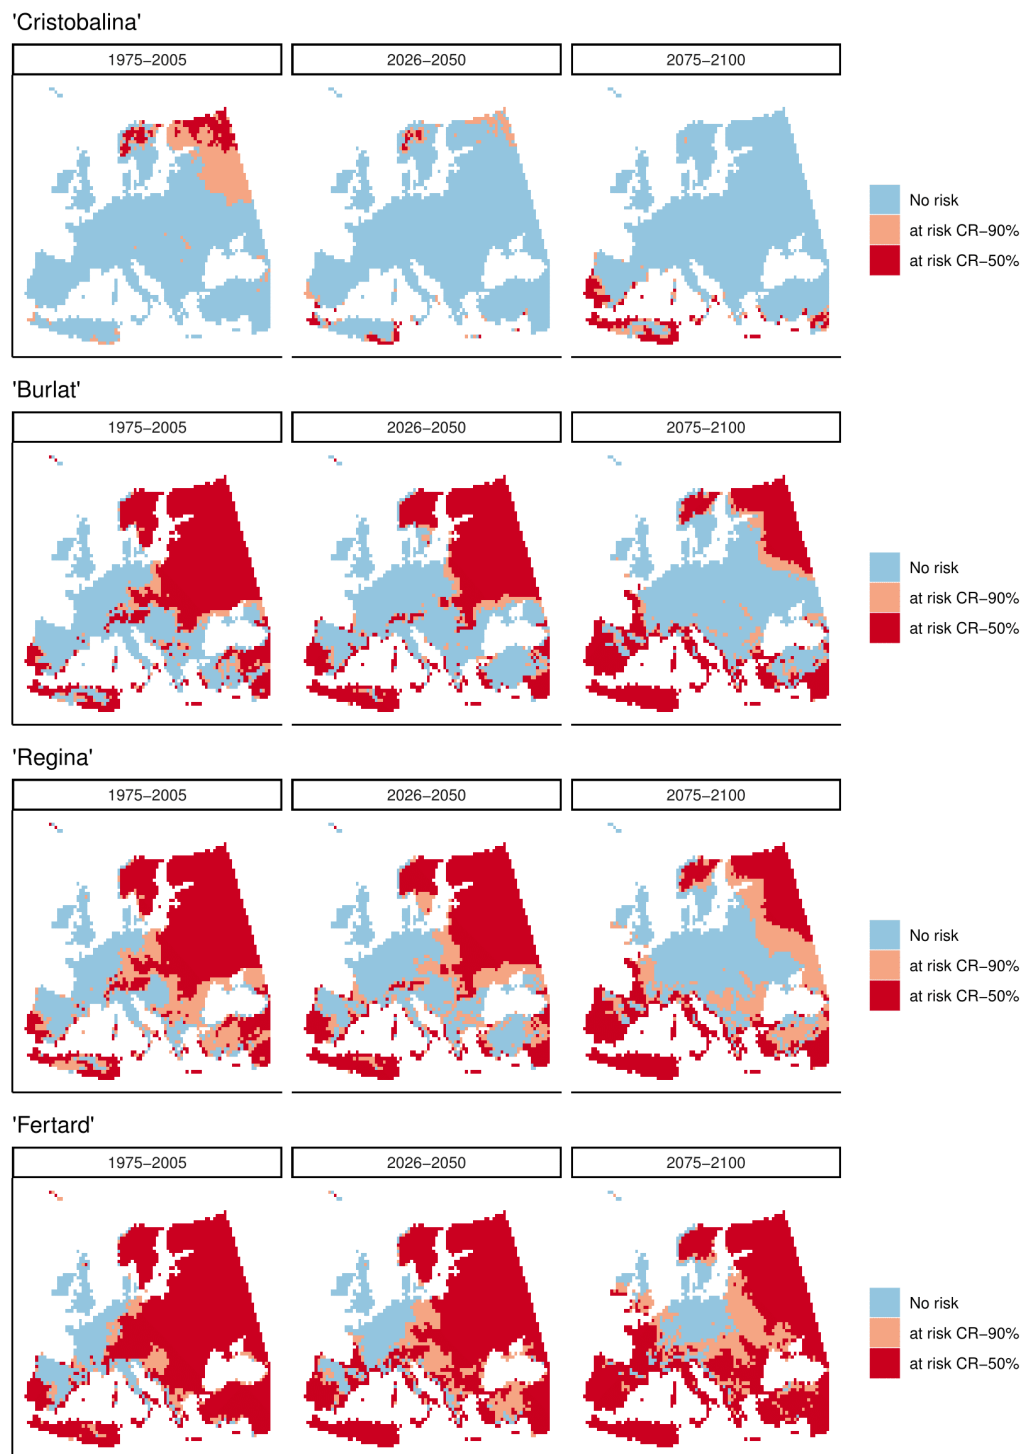 'Cristobalina'
1975−2005
2026−2050
2075−2100
No risk
at risk CR−90%
at risk CR−50%
'Burlat'
1975−2005
2026−2050
2075−2100
No risk
at risk CR−90%
at risk CR−50%
'Regina'
1975−2005
2026−2050
2075−2100
No risk
at risk CR−90%
at risk CR−50%
'Fertard'
1975−2005
2026−2050
2075−2100
No risk
at risk CR−90%
at risk CR−50%